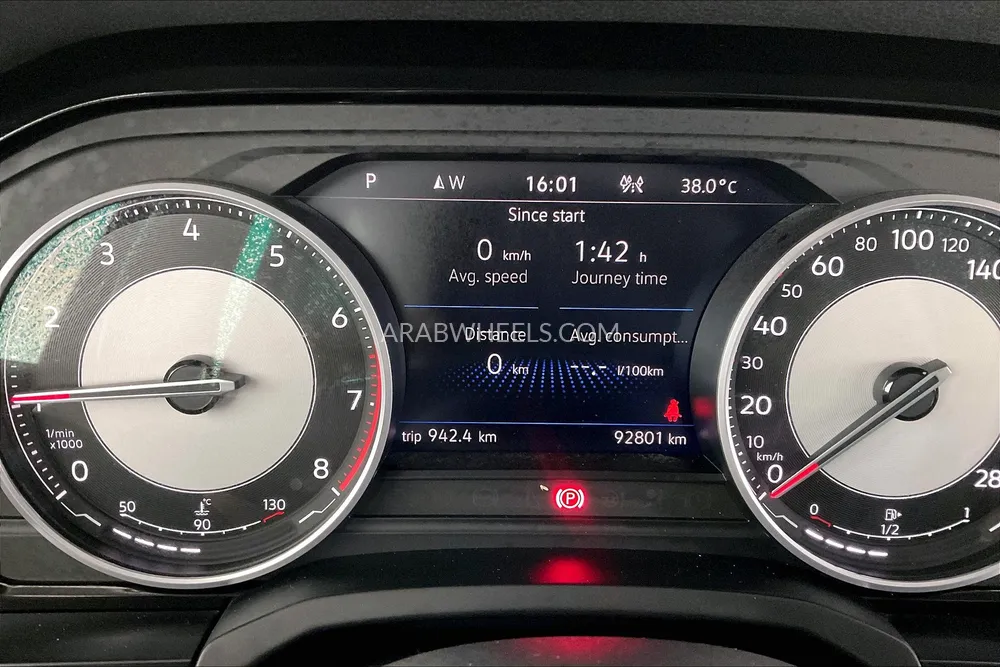 P W 16:01 38.0°C
Since start
0 km/h 1:42 h
Avg. speed Journey time
Distance Avg. consumpt...
0 km --.- l/100km
trip 942.4 km 92801 km
ARABWHEELS.COM
0 1 2 3 4 5 6 7 8
1/min
x1000
50 90 130
°C
0 10 20 30 40 50 60 80 100 120 140
km/h
28
0 1/2 1
P